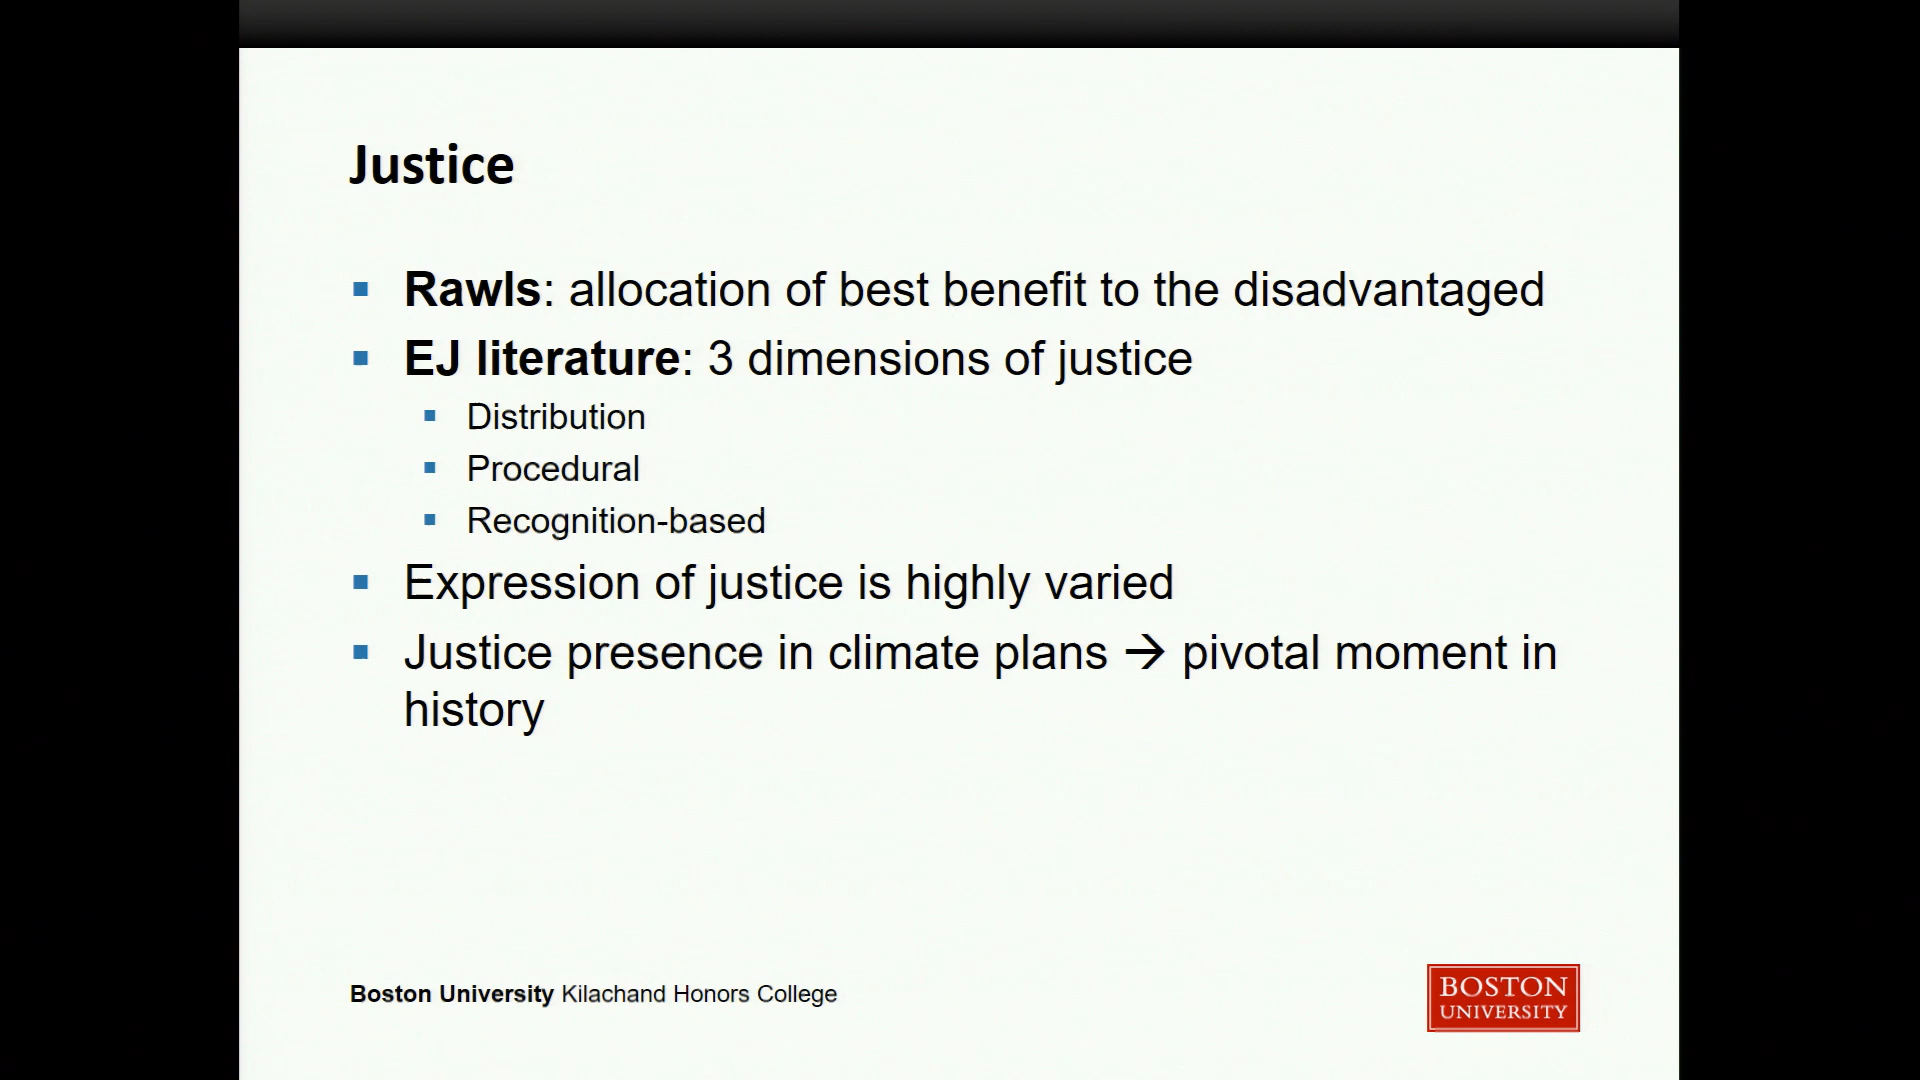 Justice
Rawls: allocation of best benefit to the disadvantaged
EJ literature: 3 dimensions of justice
Distribution
Procedural
Recognition-based
Expression of justice is highly varied
Justice presence in climate plans → pivotal moment in
history
Boston University Kilachand Honors College
BOSTON
UNIVERSITY